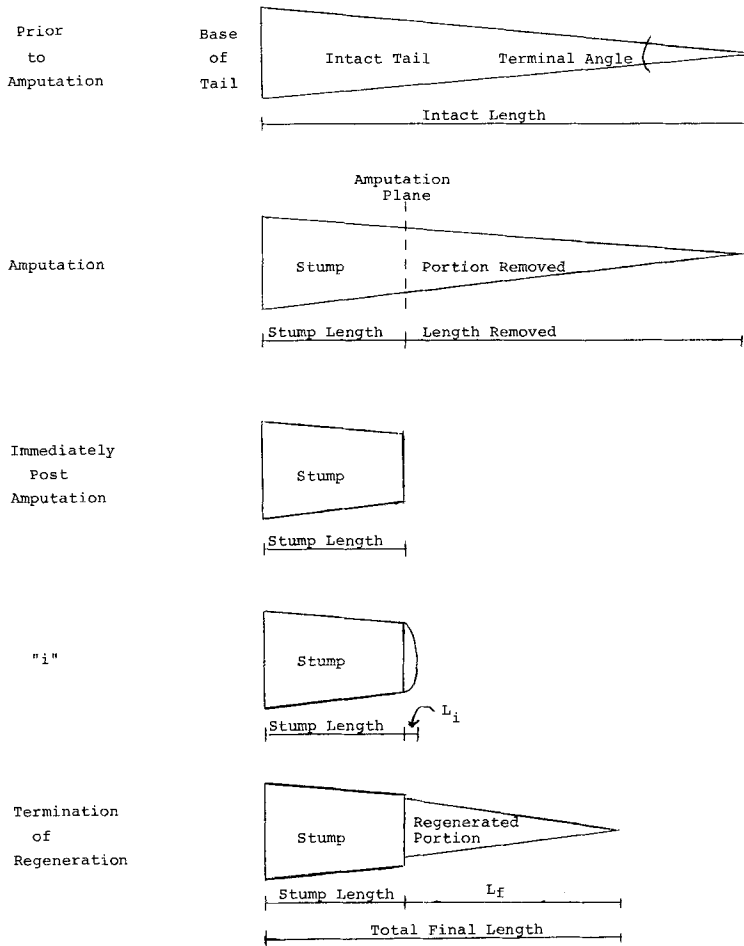 Prior
to
Amputation
Base
of
Tail
Intact Tail
Terminal Angle
Intact Length
Amputation
Plane
Amputation
Stump
Portion Removed
Stump Length
Length Removed
Immediately
Post
Amputation
Stump
Stump Length
"i"
Stump
Stump Length
Li
Termination
of
Regeneration
Stump
Regenerated
Portion
Stump Length
Lf
Total Final Length